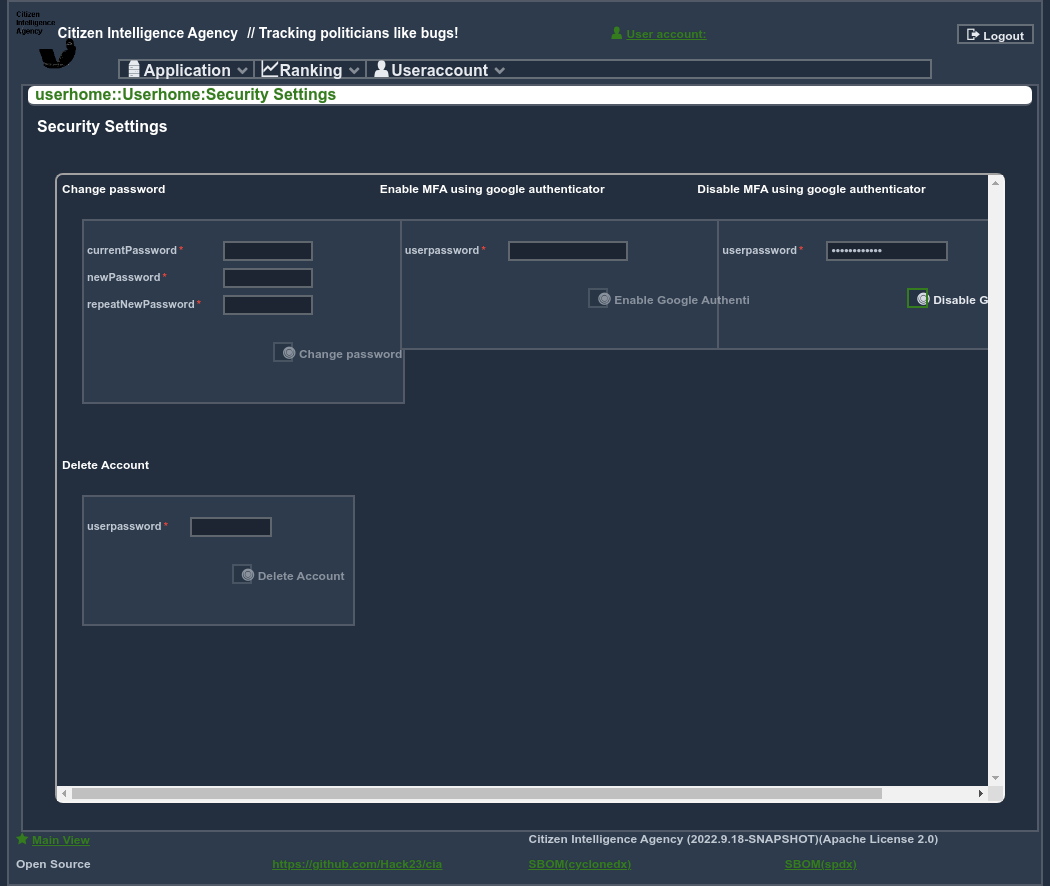 Citizen
Intelligence
Agency
Citizen Intelligence Agency // Tracking politicians like bugs!
User account:
Logout
Application
Ranking
Useraccount
userhome::Userhome:Security Settings
Security Settings
Change password
Enable MFA using google authenticator
Disable MFA using google authenticator
currentPassword*
newPassword*
repeatNewPassword*
Change password
userpassword*
Enable Google Authenti
userpassword*
••••••••••••
Disable G
Delete Account
userpassword*
Delete Account
Main View
Citizen Intelligence Agency (2022.9.18-SNAPSHOT)(Apache License 2.0)
Open Source
https://github.com/Hack23/cia
SBOM(cyclonedx)
SBOM(spdx)